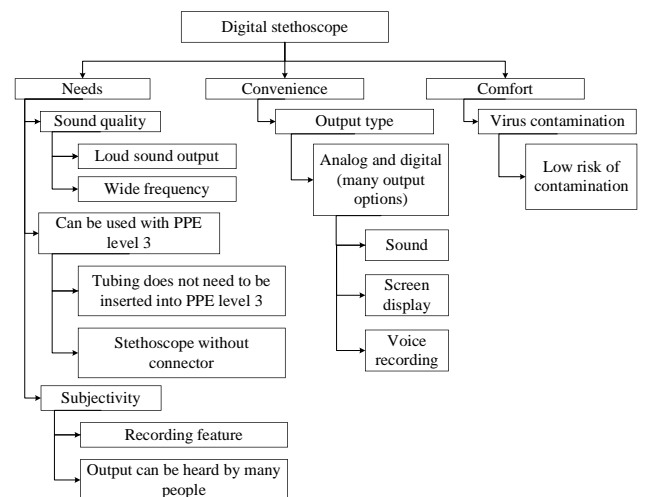 Digital stethoscope
Needs
Sound quality
Loud sound output
Wide frequency
Can be used with PPE
level 3
Tubing does not need to be
inserted into PPE level 3
Stethoscope without
connector
Subjectivity
Recording feature
Output can be heard by many
people
Convenience
Output type
Analog and digital
(many output
options)
Sound
Screen
display
Voice
recording
Comfort
Virus contamination
Low risk of
contamination